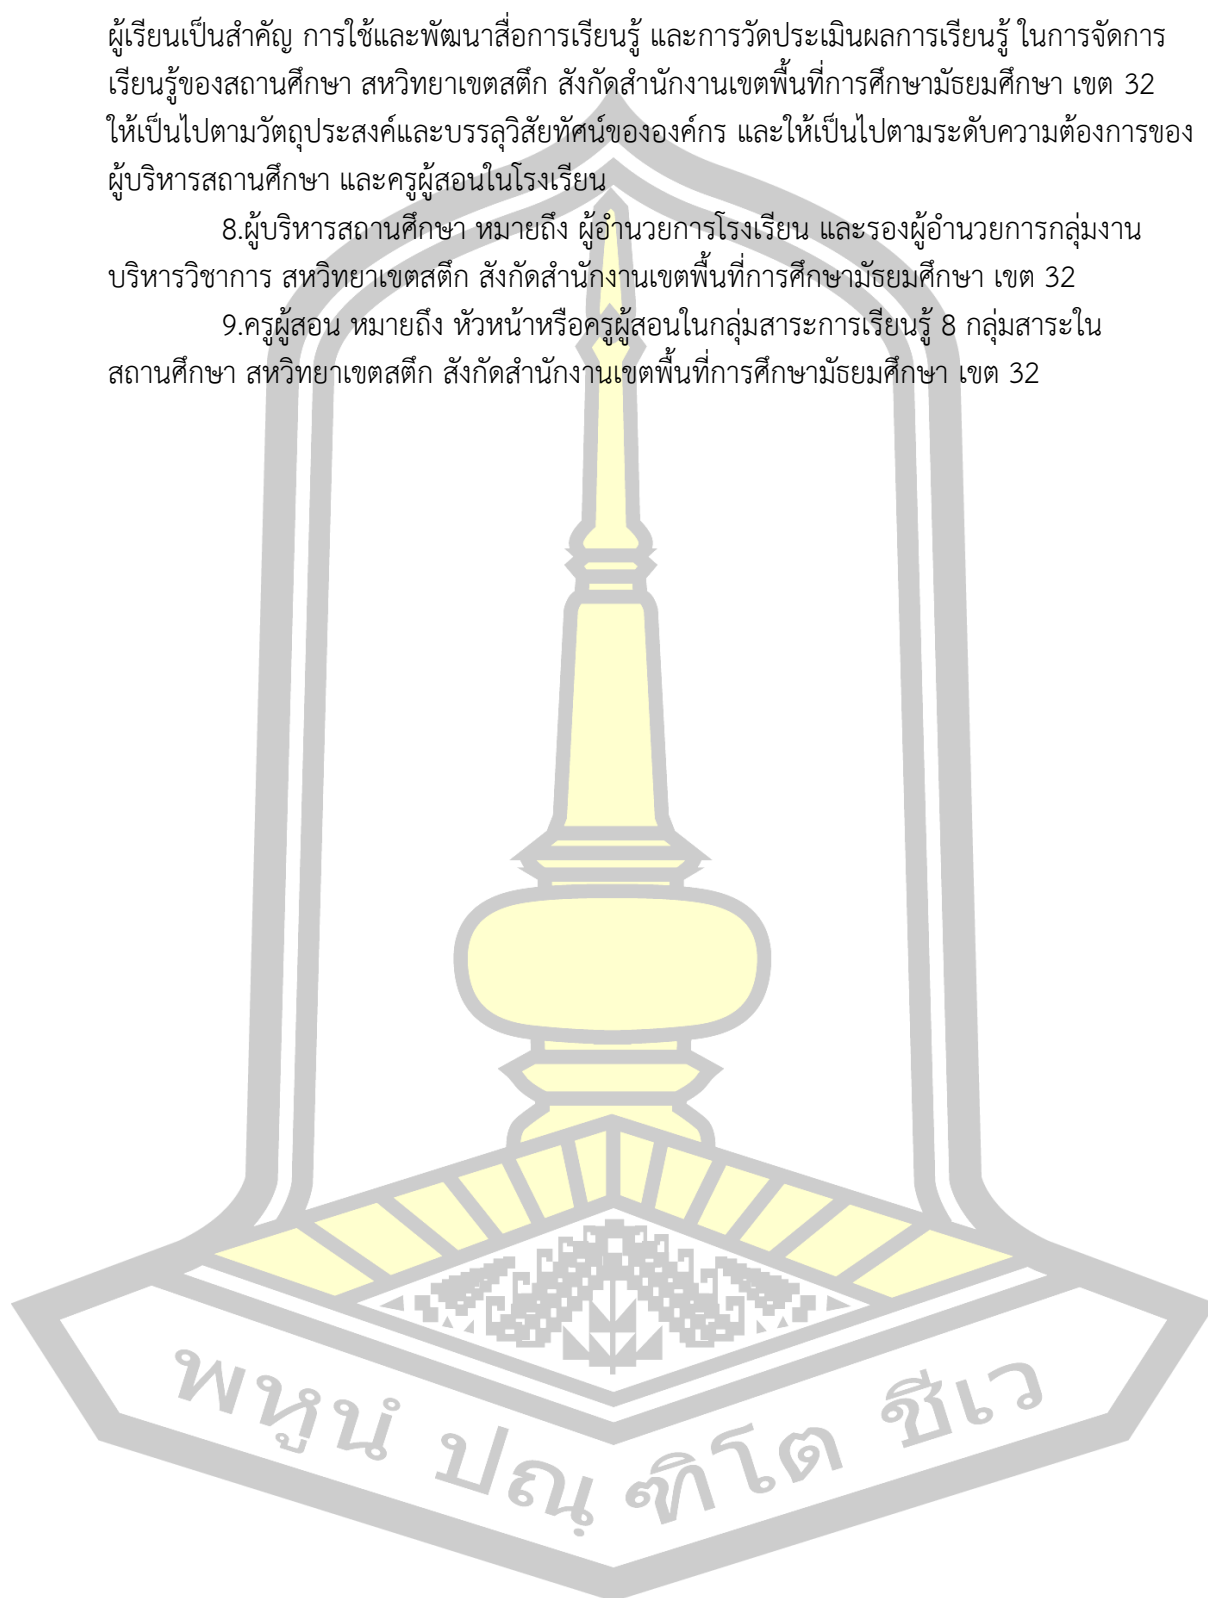 ผู้เรียนเป็นสำคัญ การใช้และพัฒนาสื่อการเรียนรู้ และการวัดประเมินผลการเรียนรู้ ในการจัดการ
เรียนรู้ของสถานศึกษา สหวิทยาเขตสตึก สังกัดสำนักงานเขตพื้นที่การศึกษามัธยมศึกษา เขต 32
ให้เป็นไปตามวัตถุประสงค์และบรรลุวิสัยทัศน์ขององค์กร และให้เป็นไปตามระดับความต้องการของ
ผู้บริหารสถานศึกษา และครูผู้สอนในโรงเรียน
8.ผู้บริหารสถานศึกษา หมายถึง ผู้อำนวยการโรงเรียน และรองผู้อำนวยการกลุ่มงาน
บริหารวิชาการ สหวิทยาเขตสตึก สังกัดสำนักงานเขตพื้นที่การศึกษามัธยมศึกษา เขต 32
9.ครูผู้สอน หมายถึง หัวหน้าหรือครูผู้สอนในกลุ่มสาระการเรียนรู้ 8 กลุ่มสาระใน
สถานศึกษา สหวิทยาเขตสตึก สังกัดสำนักงานเขตพื้นที่การศึกษามัธยมศึกษา เขต 32
พหูนํ ปณฺ ฑิโต ชีเว